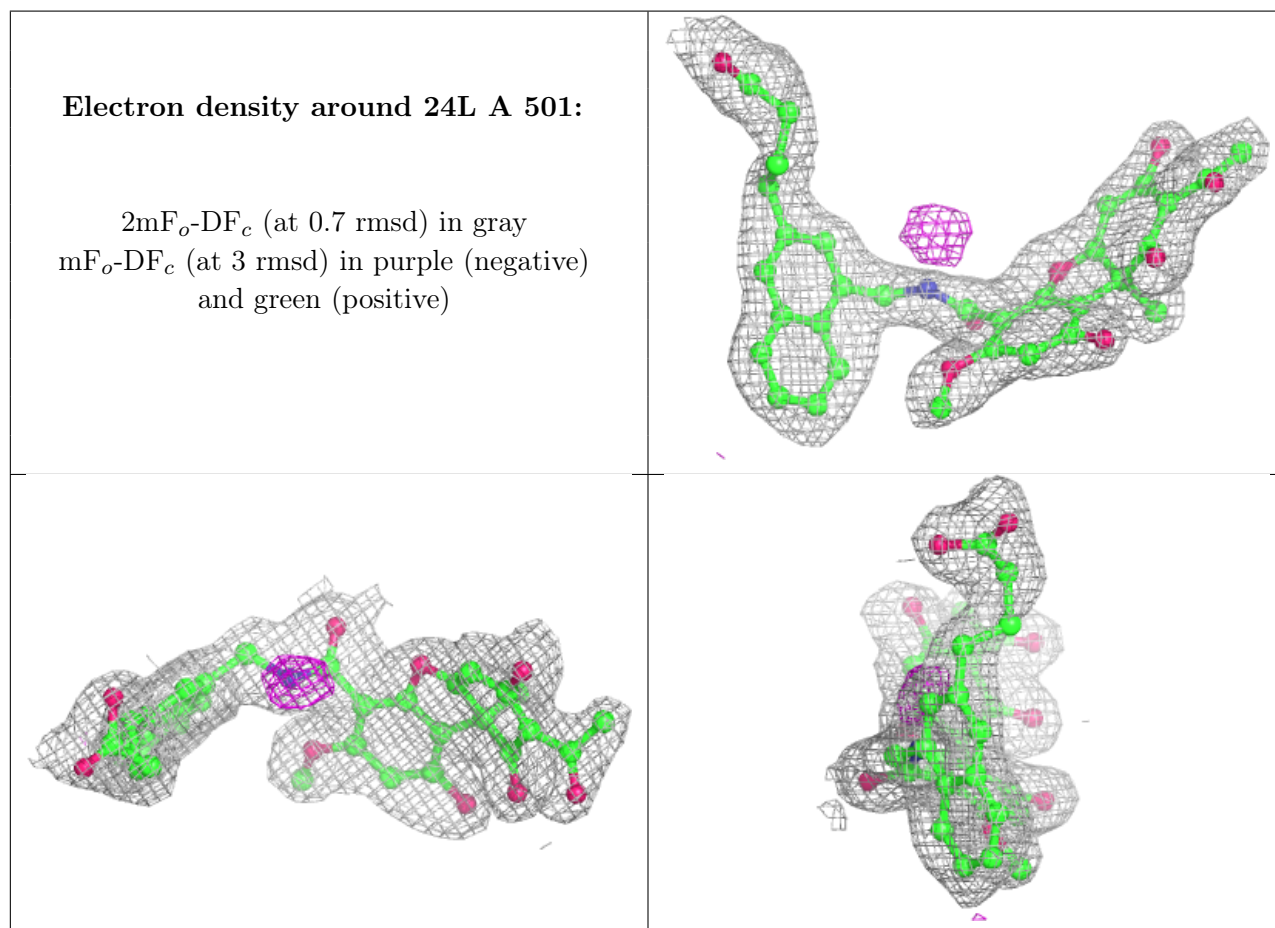 Electron density around 24L A 501:
2mFo-DFc (at 0.7 rmsd) in gray
mFo-DFc (at 3 rmsd) in purple (negative)
and green (positive)